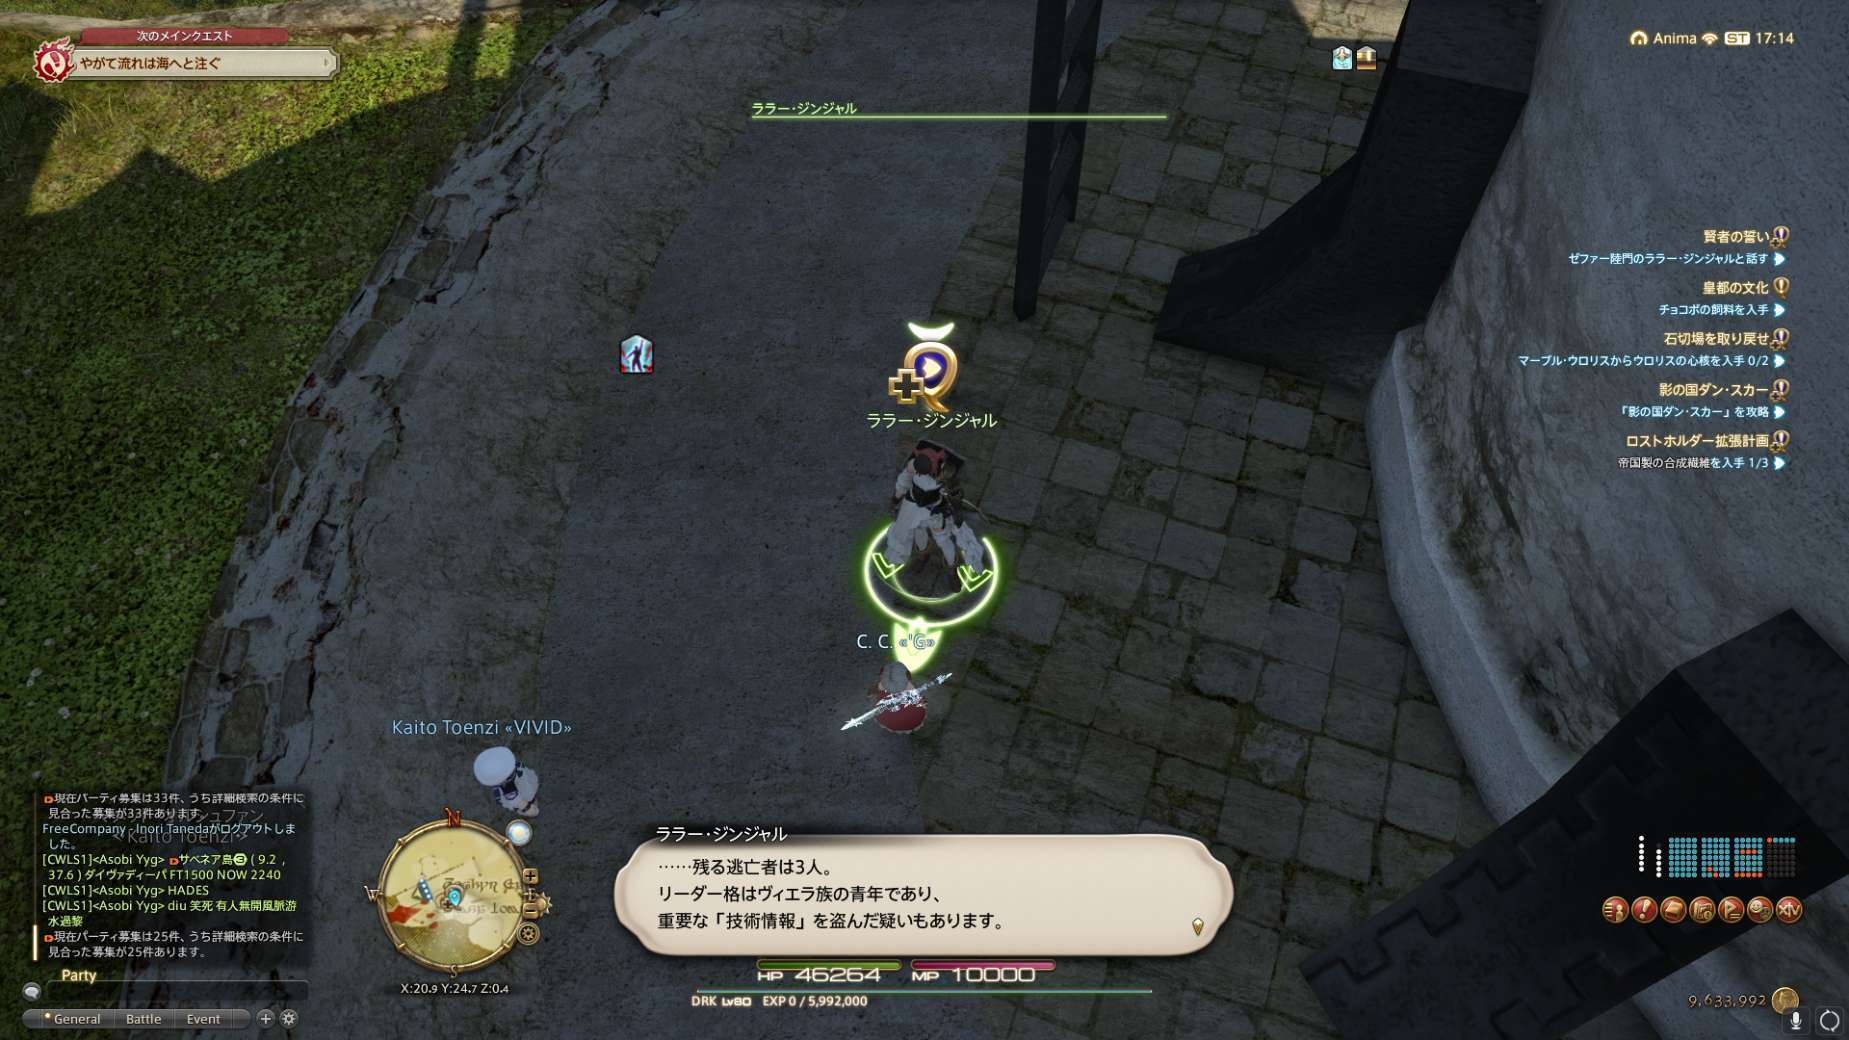 次のメインクエスト
やがて流れは海へと注ぐ
Anima ST 17:14
ララー・ジンジャル
賢者の誓い
ゼファー陸門のララー・ジンジャルと話す
皇都の文化
チョコボの飼料を入手
石切場を取り戻せ
マーブル・ウロリスからウロリスの心核を入手 0/2
影の国ダン・スカー
「影の国ダン・スカー」を攻略
ロストホルダー拡張計画
帝国製の合成繊維を入手 1/3
ララー・ジンジャル
C. C. «'G»
Kaito Toenzi «VIVID»
現在パーティ募集は33件、うち詳細検索の条件に
見合った募集が33件あります。
FreeCompany - Inori Tanedaがログアウトしま
した。
<Kaito Toenzi>
[CWLS1]<Asobi Yyg> サベネア島 ( 9.2 ,
37.6 ) ダイヴァディーパ FT1500 NOW 2240
[CWLS1]<Asobi Yyg> HADES
[CWLS1]<Asobi Yyg> diu 笑死 有人無開風脈游
水過黎
現在パーティ募集は25件、うち詳細検索の条件に
見合った募集が25件あります。
Party
General Battle Event
N
W
S
X:20.9 Y:24.7 Z:0.4
ララー・ジンジャル
……残る逃亡者は3人。
リーダー格はヴィエラ族の青年であり、
重要な「技術情報」を盗んだ疑いもあります。
HP 46264 MP 10000
DRK Lv80 EXP 0 / 5,992,000
XIV
9,633,992